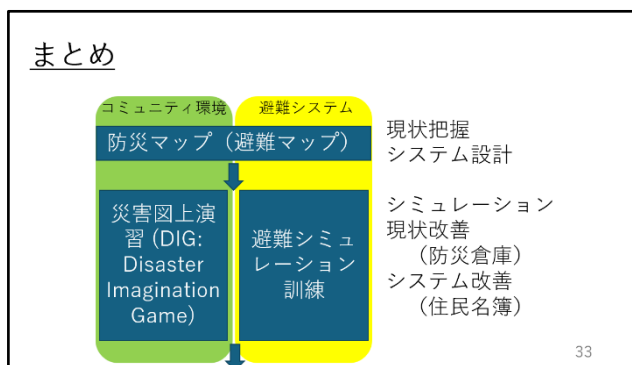 まとめ
コミュニティ環境
避難システム
防災マップ（避難マップ）
現状把握
システム設計
災害図上演
習 (DIG:
Disaster
Imagination
Game)
避難シミュ
レーション
訓練
シミュレーション
現状改善
（防災倉庫）
システム改善
（住民名簿）
33